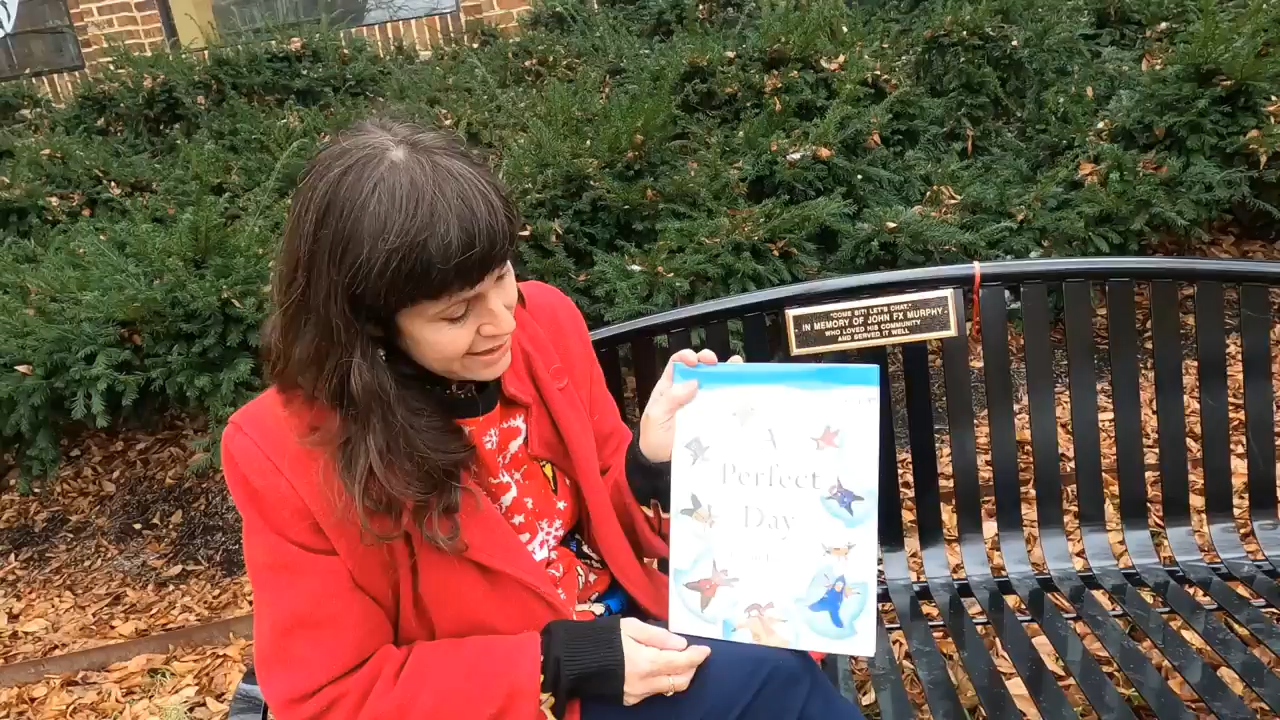 "COME SIT! LET'S CHAT."
IN MEMORY OF JOHN FX MURPHY
WHO LOVED HIS COMMUNITY
AND SERVED IT WELL
A
Perfect
Day